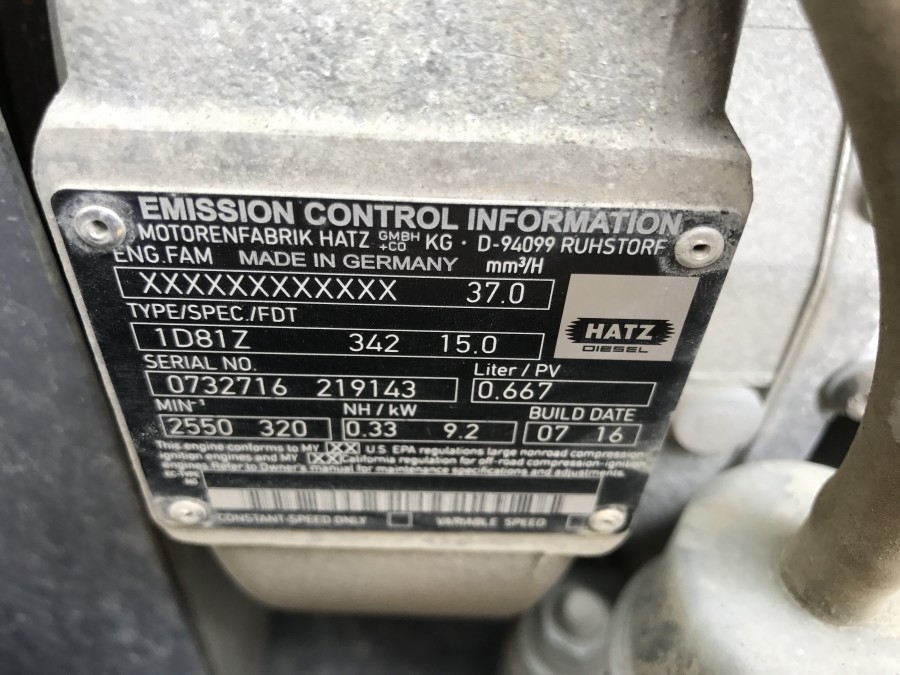 EMISSION CONTROL INFORMATION
MOTORENFABRIK HATZ GMBH +CO KG · D-94099 RUHSTORF
ENG.FAM MADE IN GERMANY mm³/H
XXXXXXXXXXXX 37.0
TYPE/SPEC./FDT
1D81Z 342 15.0
HATZ
DIESEL
SERIAL NO. Liter / PV
0732716 219143 0.667
MIN-¹ NH / kW BUILD DATE
2550 320 0.33 9.2 07 16
This engine conforms to MY XX U.S. EPA regulations large nonroad compression
ignition engines and MY XX California regulation for off-road compression-ignition
engines Refer to Owner's manual for maintenance specifications and adjustments.
EC-TYPE
NO
CONSTANT-SPEED ONLY VARIABLE SPEED